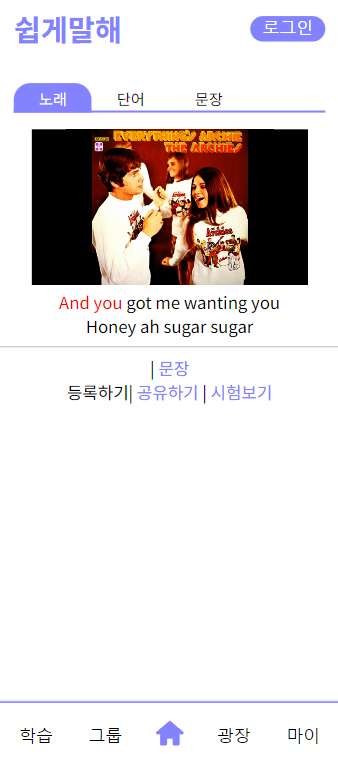 쉽게말해
로그인
노래 단어 문장
EVERYTHING'S ARCHIE
THE ARCHIES
And you got me wanting you
Honey ah sugar sugar
| 문장
등록하기| 공유하기 | 시험보기
학습 그룹 광장 마이